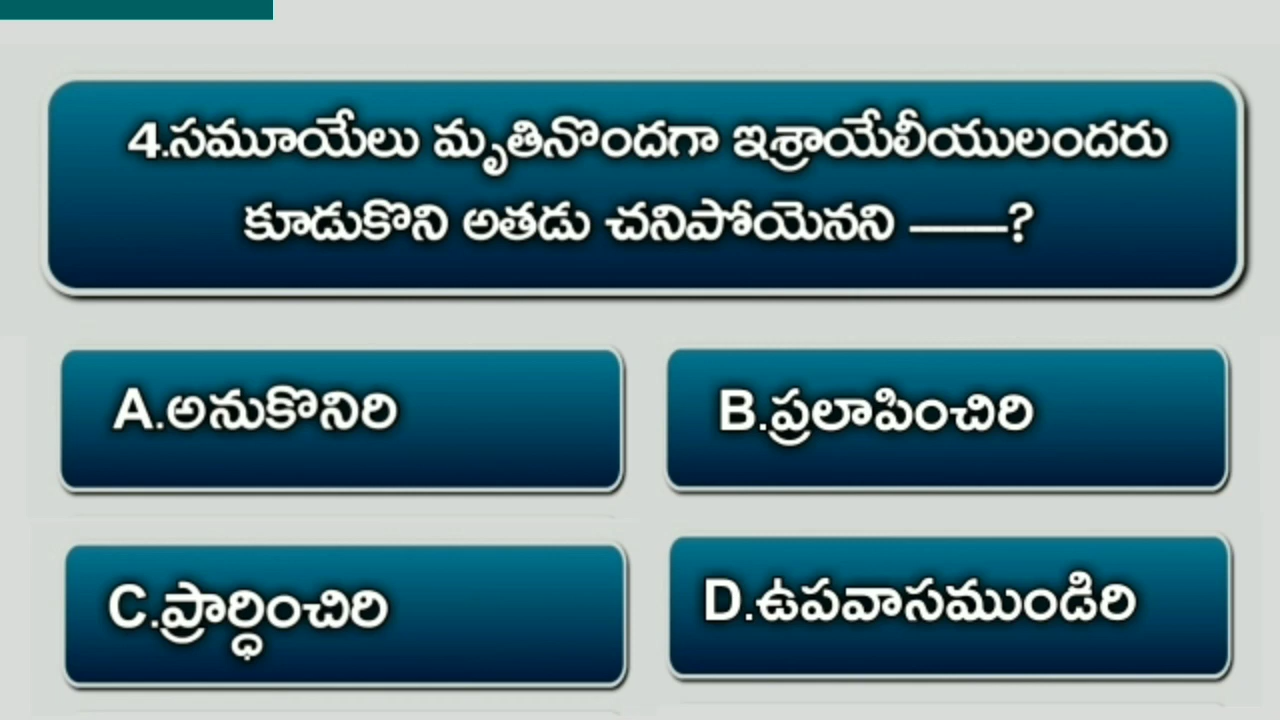 4.సమూయేలు మృతినొందగా ఇశ్రాయేలీయులందరు
కూడుకొని అతడు చనిపోయెనని ——?
A.అనుకొనిరి
B.ప్రలాపించిరి
C.ప్రార్ధించిరి
D.ఉపవాసముండిరి